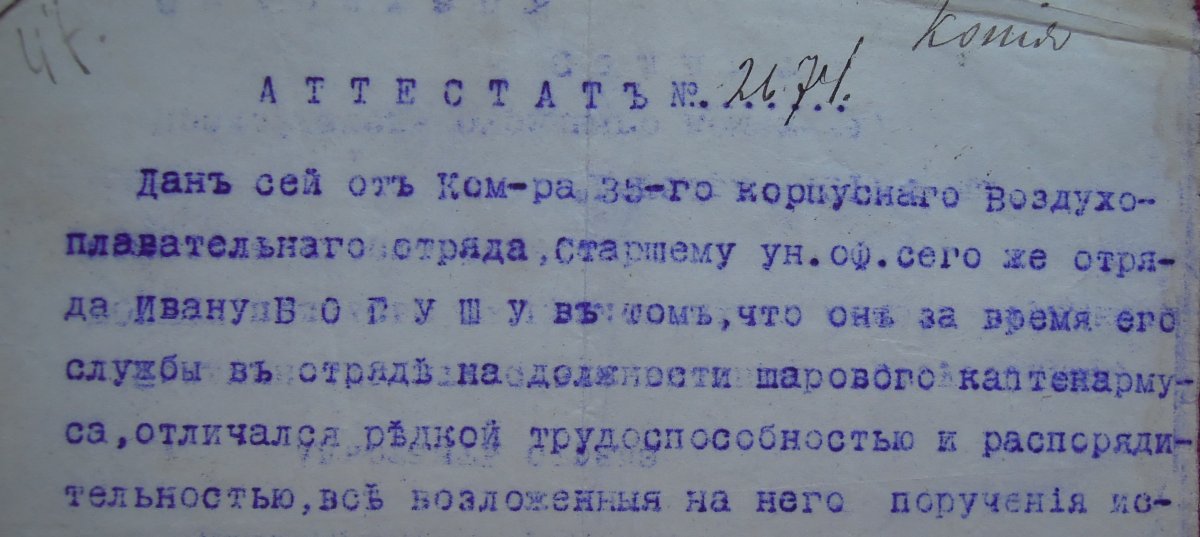 Копія
АТТЕСТАТЪ №. 2671.
Данъ сей отъ Ком-ра 35-го корпуснаго воздухо-
плавательнаго отряда,старшему ун.оф.сего же отря-
да Ивану БОГУШУ въ томъ,что онъ за время его
службы въ отрядѣ на должности шарового каптенарму-
са,отличался рѣдкой трудоспособностью и распоряди-
тельностью,всѣ возложенныя на него порученія ис-